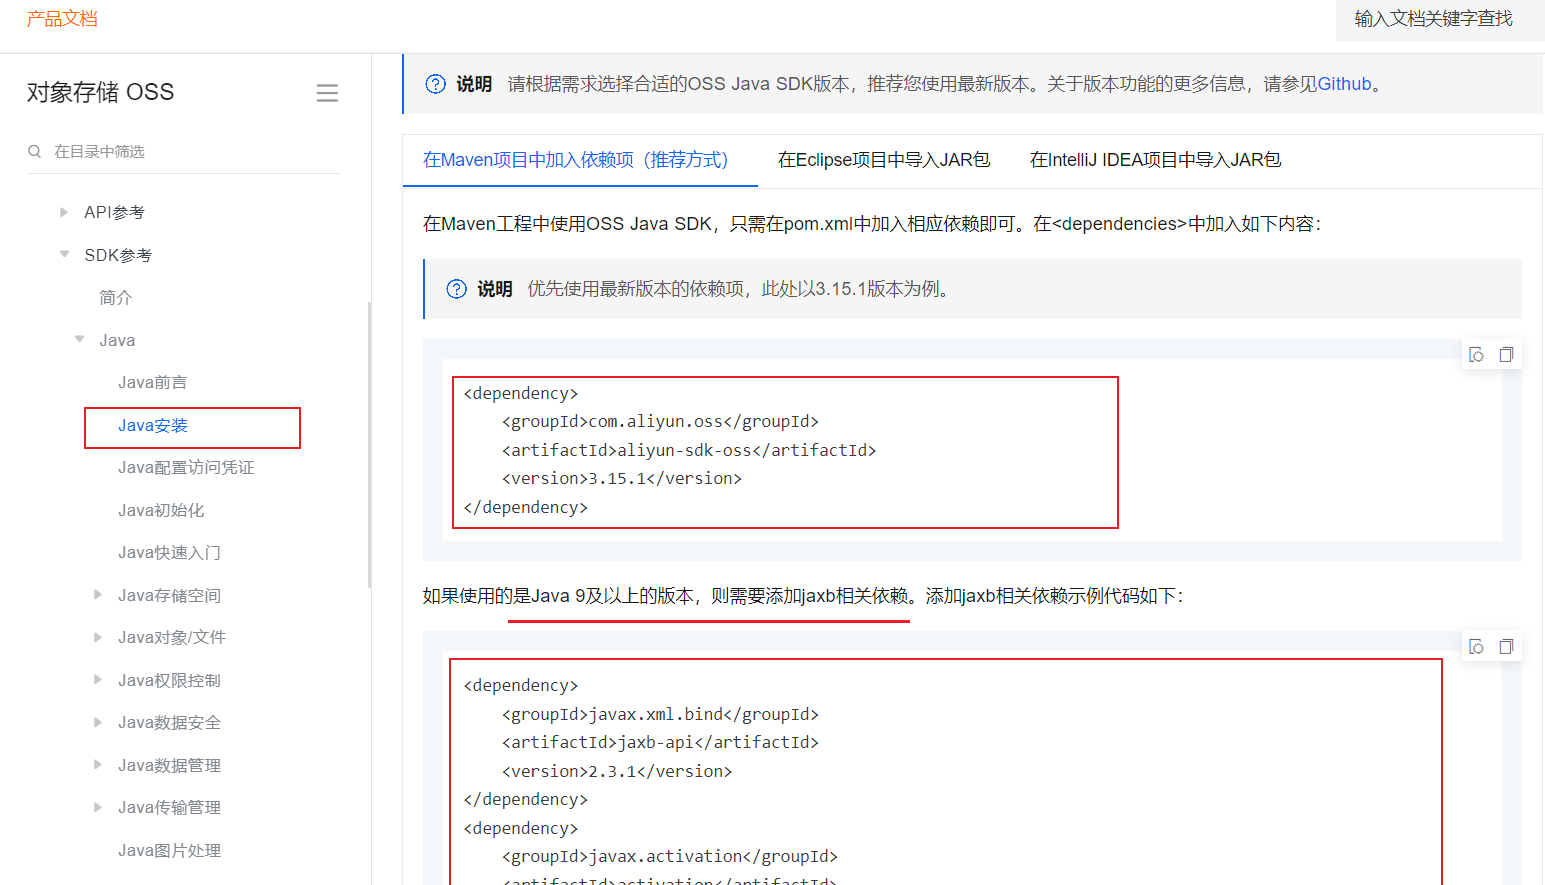 产品文档
输入文档关键字查找
对象存储 OSS
在目录中筛选
API参考
SDK参考
简介
Java
Java前言
Java安装
Java配置访问凭证
Java初始化
Java快速入门
Java存储空间
Java对象/文件
Java权限控制
Java数据安全
Java数据管理
Java传输管理
Java图片处理
说明 请根据需求选择合适的OSS Java SDK版本，推荐您使用最新版本。关于版本功能的更多信息，请参见Github。
在Maven项目中加入依赖项（推荐方式） 在Eclipse项目中导入JAR包 在IntelliJ IDEA项目中导入JAR包
在Maven工程中使用OSS Java SDK，只需在pom.xml中加入相应依赖即可。在<dependencies>中加入如下内容：
说明 优先使用最新版本的依赖项，此处以3.15.1版本为例。
<dependency>
    <groupId>com.aliyun.oss</groupId>
    <artifactId>aliyun-sdk-oss</artifactId>
    <version>3.15.1</version>
</dependency>
如果使用的是Java 9及以上的版本，则需要添加jaxb相关依赖。添加jaxb相关依赖示例代码如下：
<dependency>
    <groupId>javax.xml.bind</groupId>
    <artifactId>jaxb-api</artifactId>
    <version>2.3.1</version>
</dependency>
<dependency>
    <groupId>javax.activation</groupId>
    <artifactId>activation</artifactId>